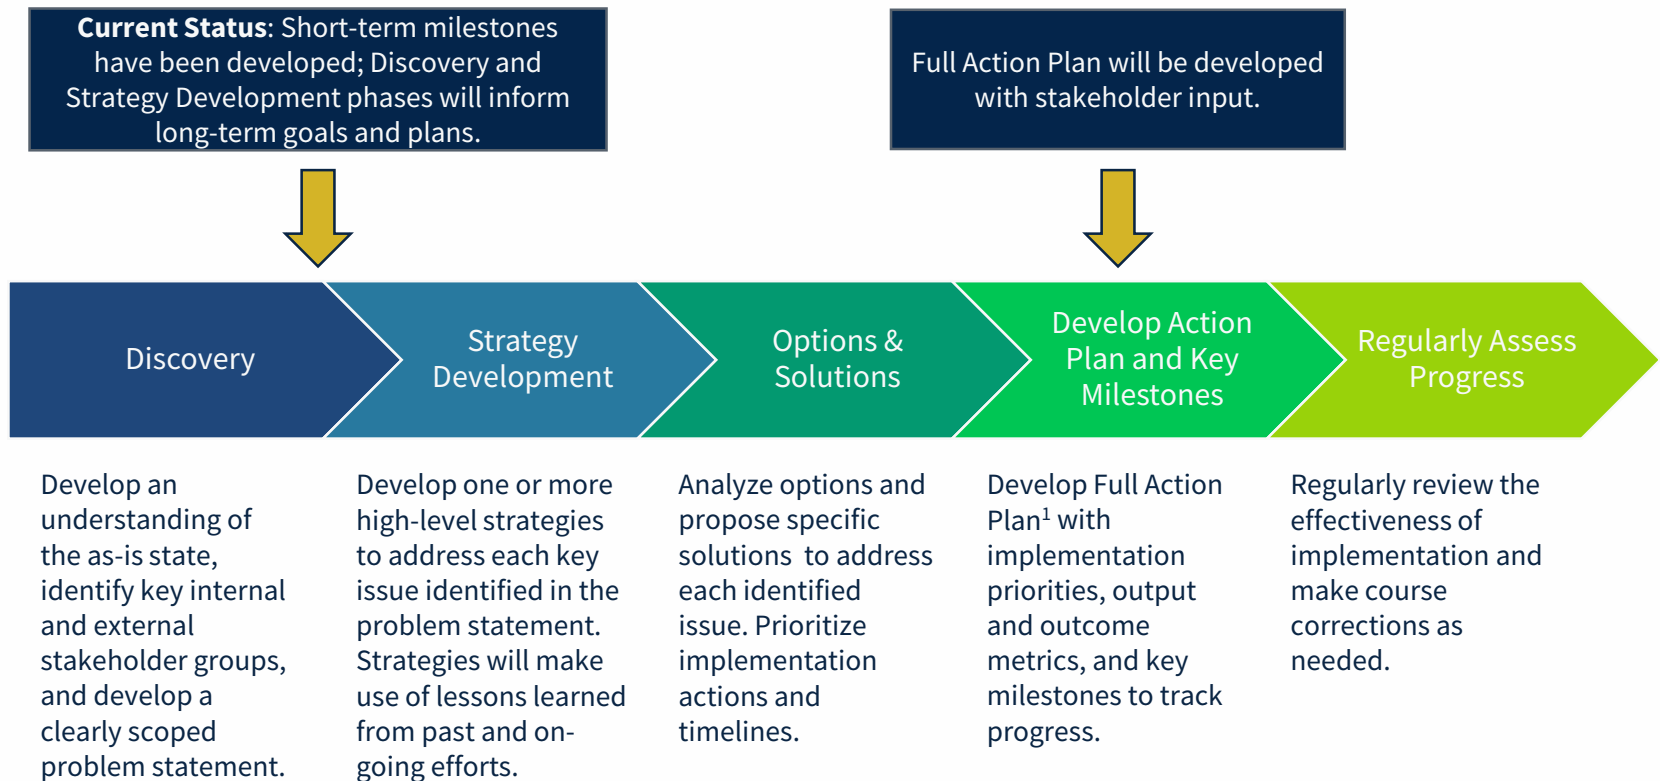 Current Status: Short-term milestones
have been developed; Discovery and
Strategy Development phases will inform
long-term goals and plans.
Full Action Plan will be developed
with stakeholder input.
Discovery
Strategy
Development
Options &
Solutions
Develop Action
Plan and Key
Milestones
Regularly Assess
Progress
Develop an
understanding of
the as-is state,
identify key internal
and external
stakeholder groups,
and develop a
clearly scoped
problem statement.
Develop one or more
high-level strategies
to address each key
issue identified in the
problem statement.
Strategies will make
use of lessons learned
from past and on-
going efforts.
Analyze options and
propose specific
solutions to address
each identified
issue. Prioritize
implementation
actions and
timelines.
Develop Full Action
Plan¹ with
implementation
priorities, output
and outcome
metrics, and key
milestones to track
progress.
Regularly review the
effectiveness of
implementation and
make course
corrections as
needed.